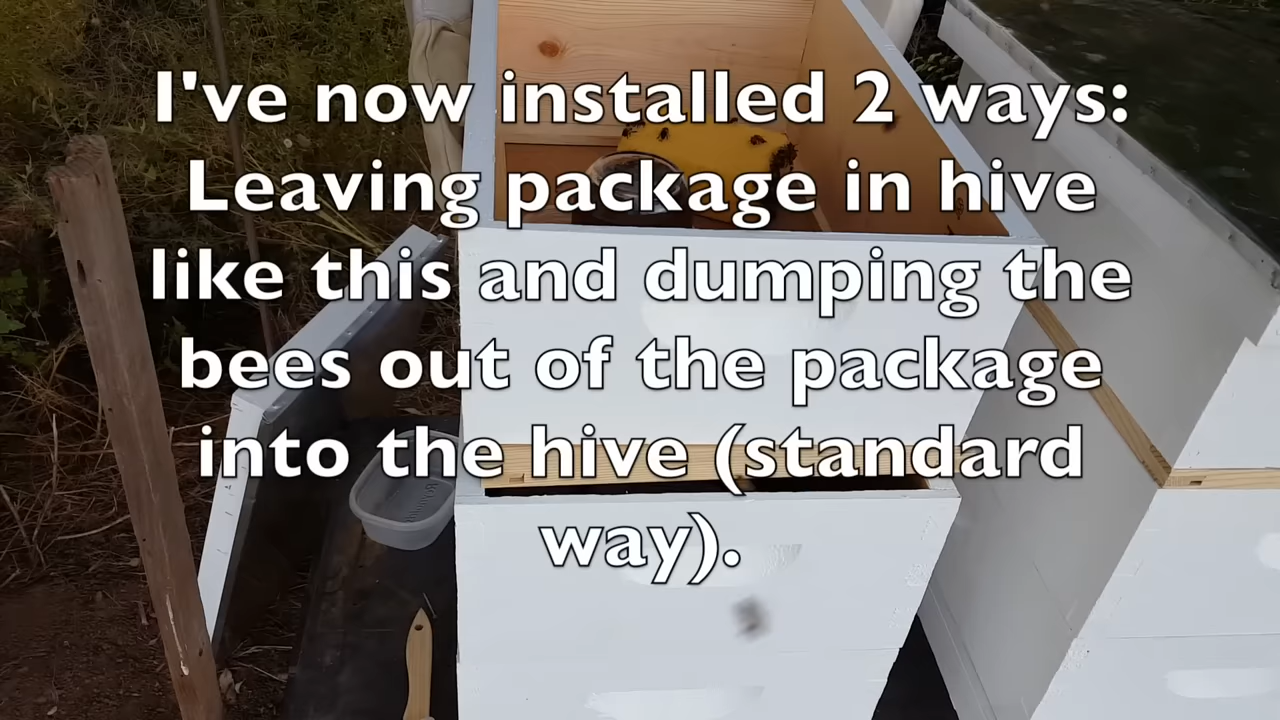 I've now installed 2 ways:
Leaving package in hive
like this and dumping the
bees out of the package
into the hive (standard
way).